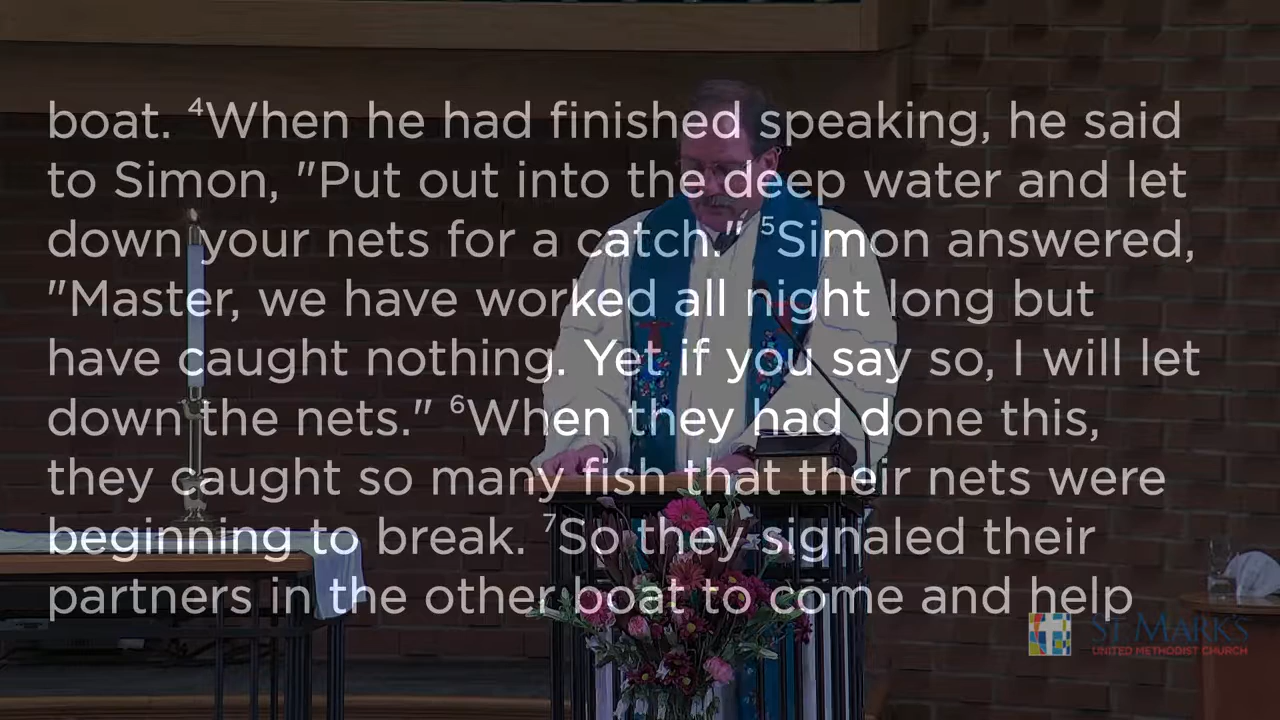 boat. ⁴When he had finished speaking, he said
to Simon, "Put out into the deep water and let
down your nets for a catch." ⁵Simon answered,
"Master, we have worked all night long but
have caught nothing. Yet if you say so, I will let
down the nets." ⁶When they had done this,
they caught so many fish that their nets were
beginning to break. ⁷So they signaled their
partners in the other boat to come and help
ST. MARK'S
UNITED METHODIST CHURCH